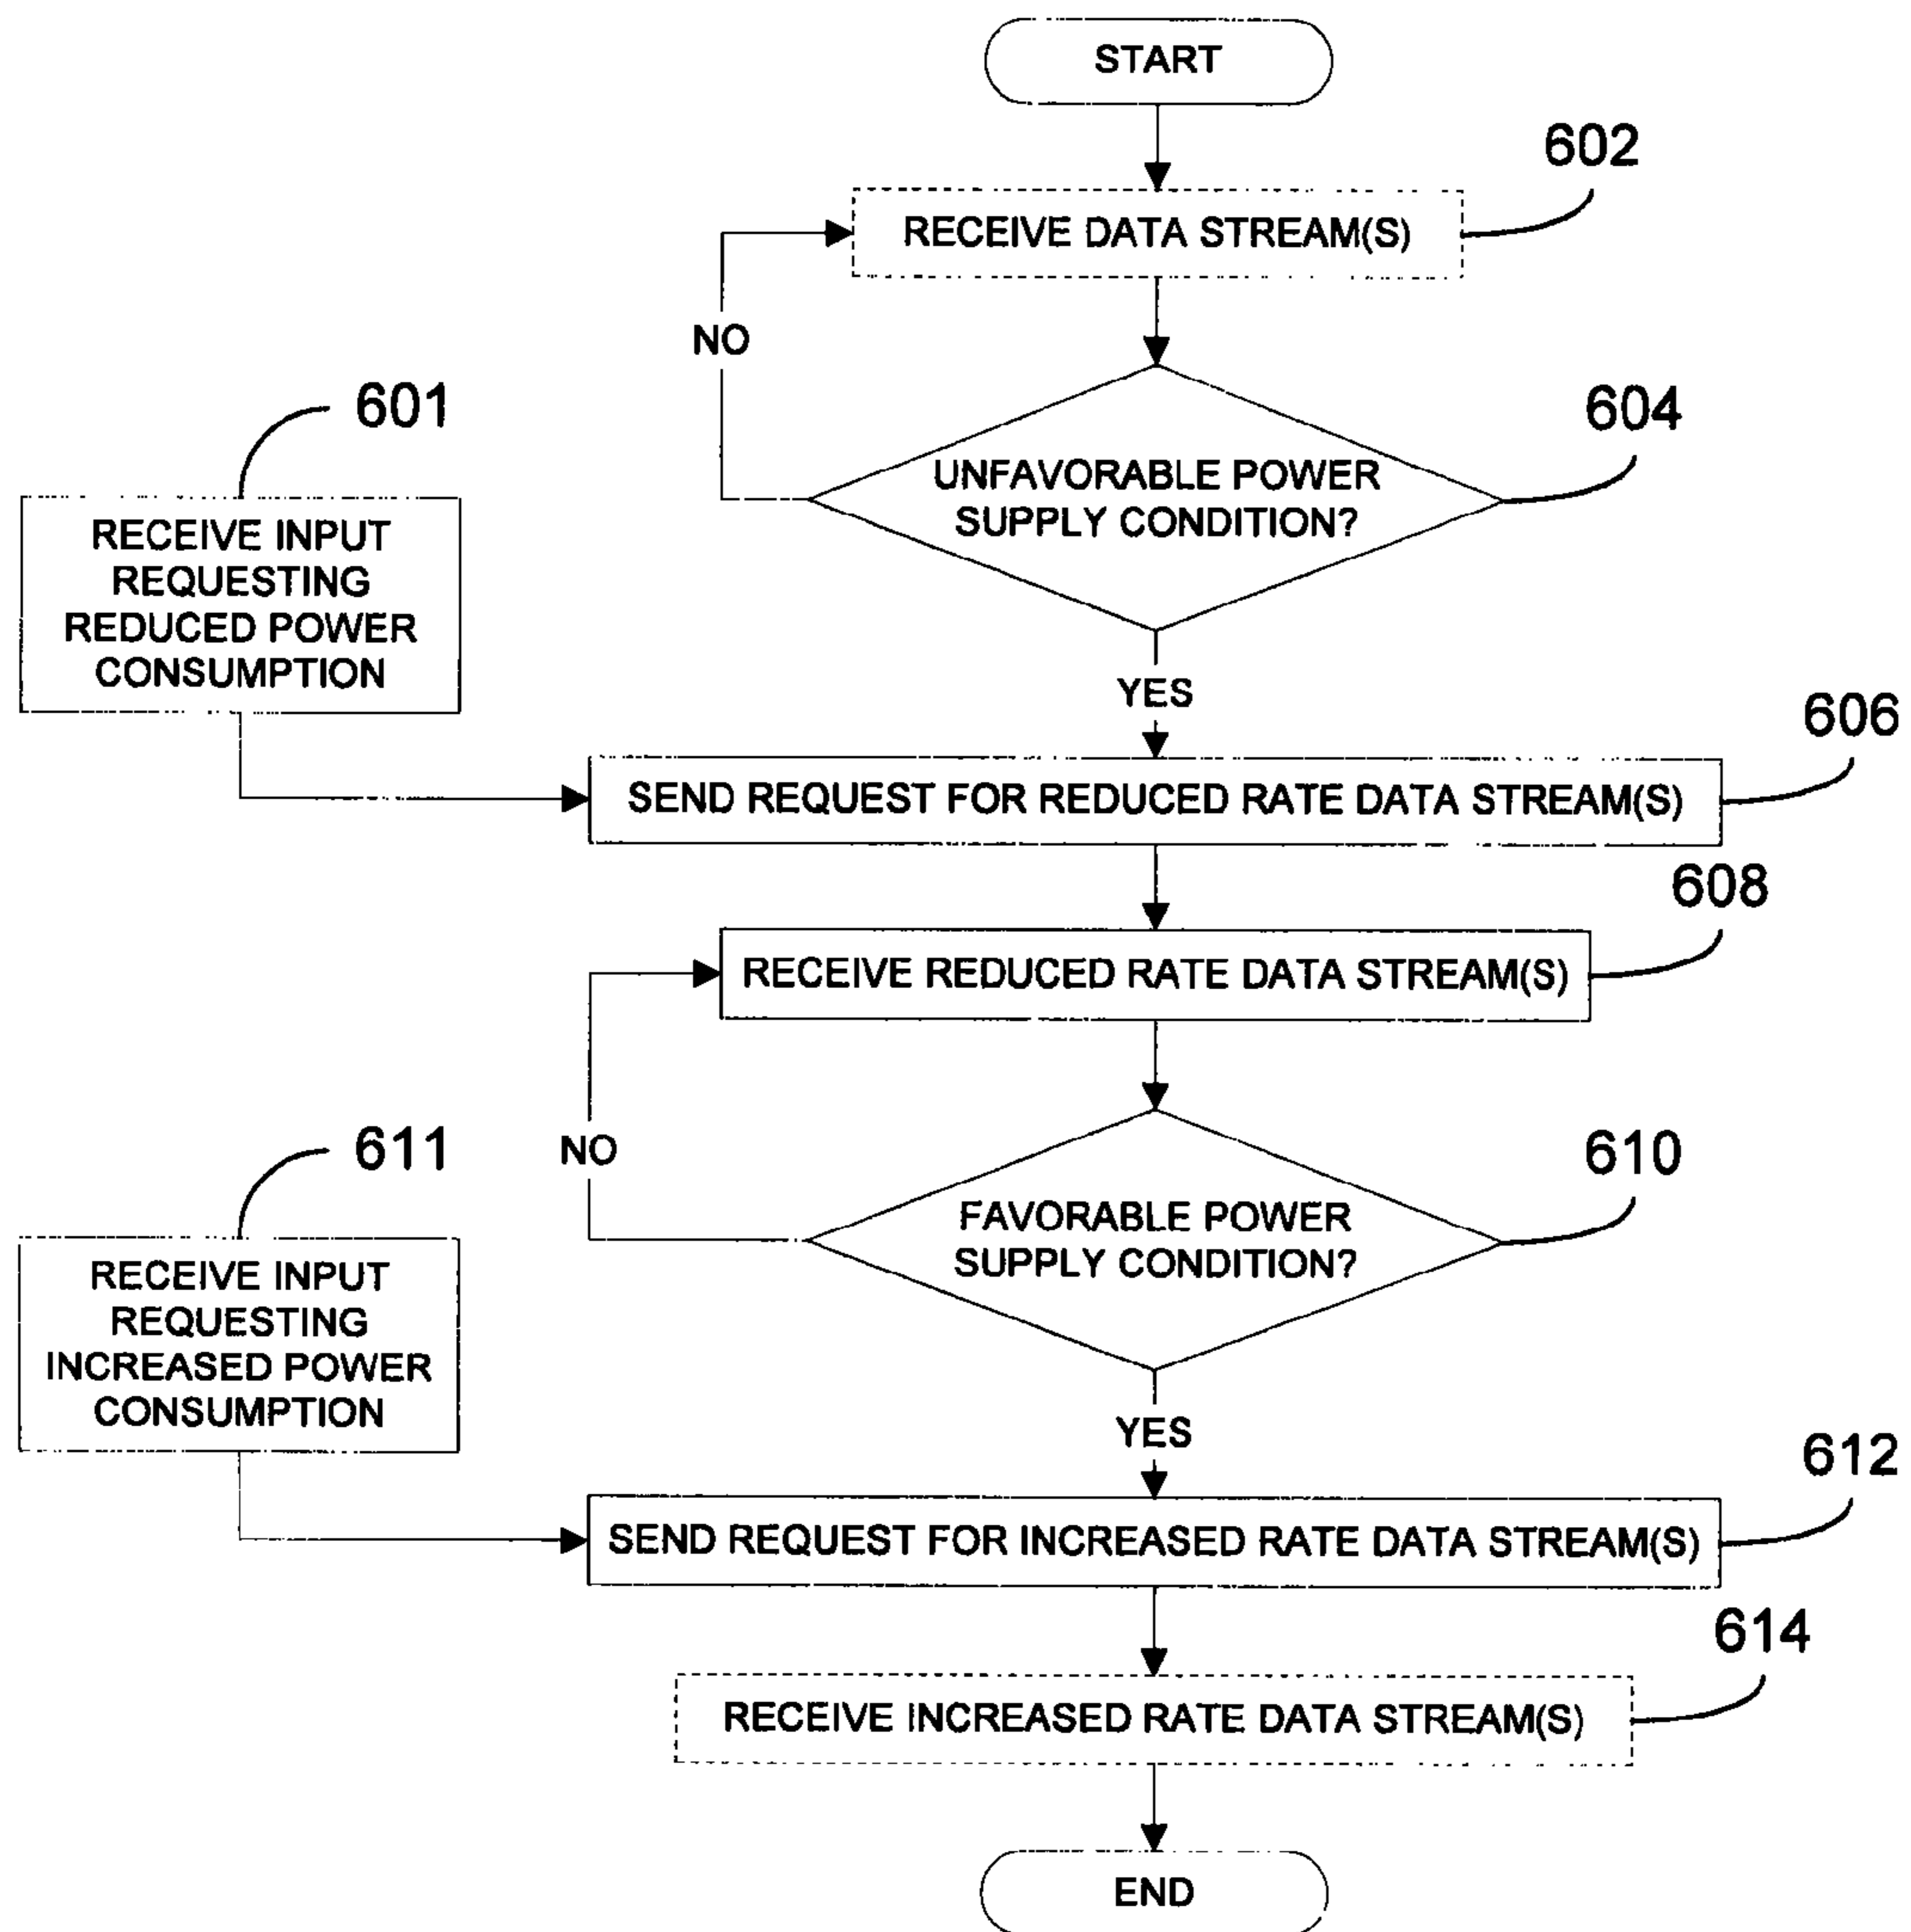 START
602
RECEIVE DATA STREAM(S)
NO
601
604
UNFAVORABLE POWER
SUPPLY CONDITION?
RECEIVE INPUT
REQUESTING
REDUCED POWER
CONSUMPTION
YES
606
SEND REQUEST FOR REDUCED RATE DATA STREAM(S)
608
RECEIVE REDUCED RATE DATA STREAM(S)
NO
611
610
FAVORABLE POWER
SUPPLY CONDITION?
RECEIVE INPUT
REQUESTING
INCREASED POWER
CONSUMPTION
YES
612
SEND REQUEST FOR INCREASED RATE DATA STREAM(S)
614
RECEIVE INCREASED RATE DATA STREAM(S)
END